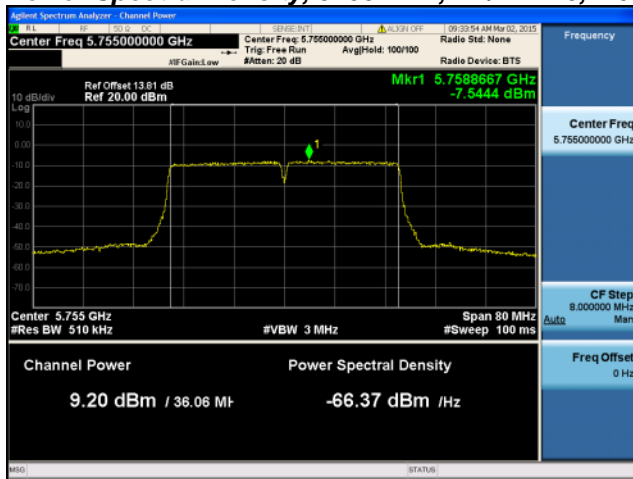 Agilent Spectrum Analyzer - Channel Power
RL RF 50 Ω DC SENSE:INT ALIGN OFF 09:33:54 AM Mar 02, 2015
Center Freq 5.755000000 GHz
Center Freq: 5.755000000 GHz
Radio Std: None
Trig: Free Run Avg|Hold: 100/100
#IFGain:Low #Atten: 20 dB Radio Device: BTS
Mkr1 5.7588667 GHz
-7.5444 dBm
Ref Offset 13.81 dB
10 dB/div Ref 20.00 dBm
Log
10.0
0.00
1
-10.0
-20.0
-30.0
-40.0
-50.0
-60.0
-70.0
Center 5.755 GHz Span 80 MHz
#Res BW 510 kHz #VBW 3 MHz #Sweep 100 ms
Channel Power Power Spectral Density
9.20 dBm / 36.06 MH -66.37 dBm /Hz
MSG STATUS
Frequency
Center Freq
5.755000000 GHz
CF Step
8.000000 MHz
Auto Man
Freq Offset
0 Hz